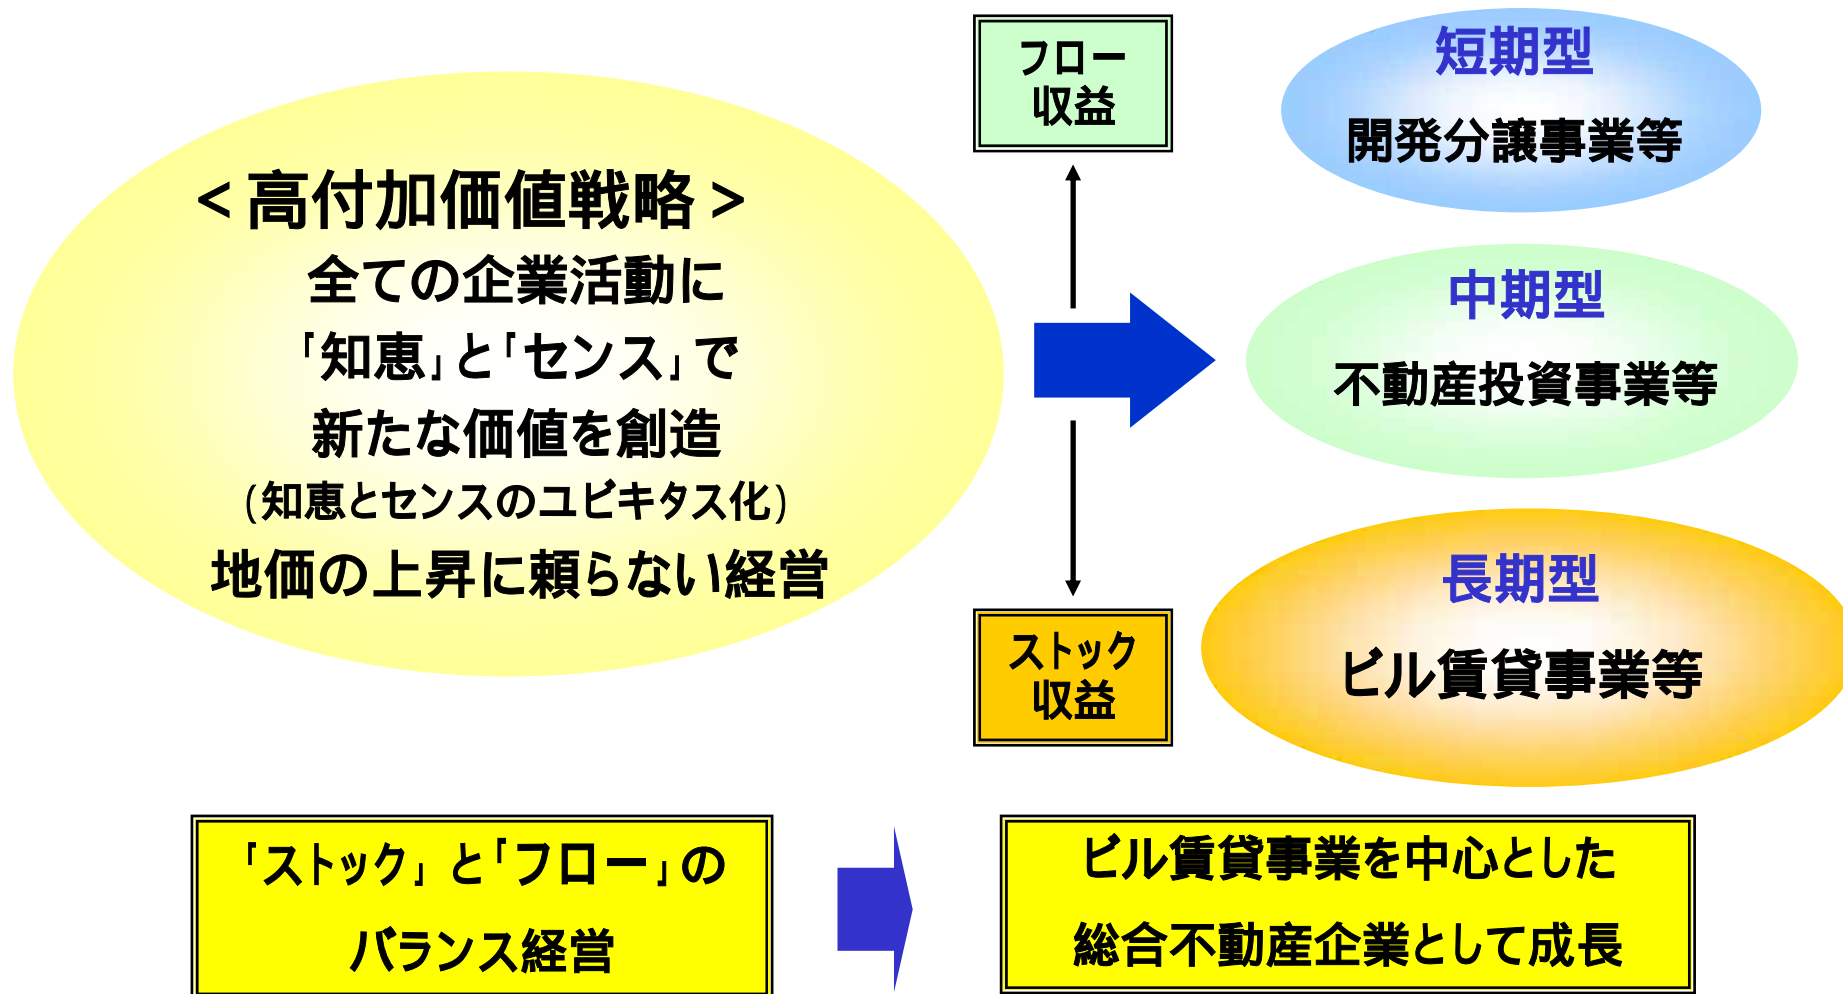 ＜高付加価値戦略＞
全ての企業活動に
「知恵」と「センス」で
新たな価値を創造
(知恵とセンスのユビキタス化)
地価の上昇に頼らない経営
フロー
収益
ストック
収益
短期型
開発分譲事業等
中期型
不動産投資事業等
長期型
ビル賃貸事業等
「ストック」と「フロー」の
バランス経営
ビル賃貸事業を中心とした
総合不動産企業として成長